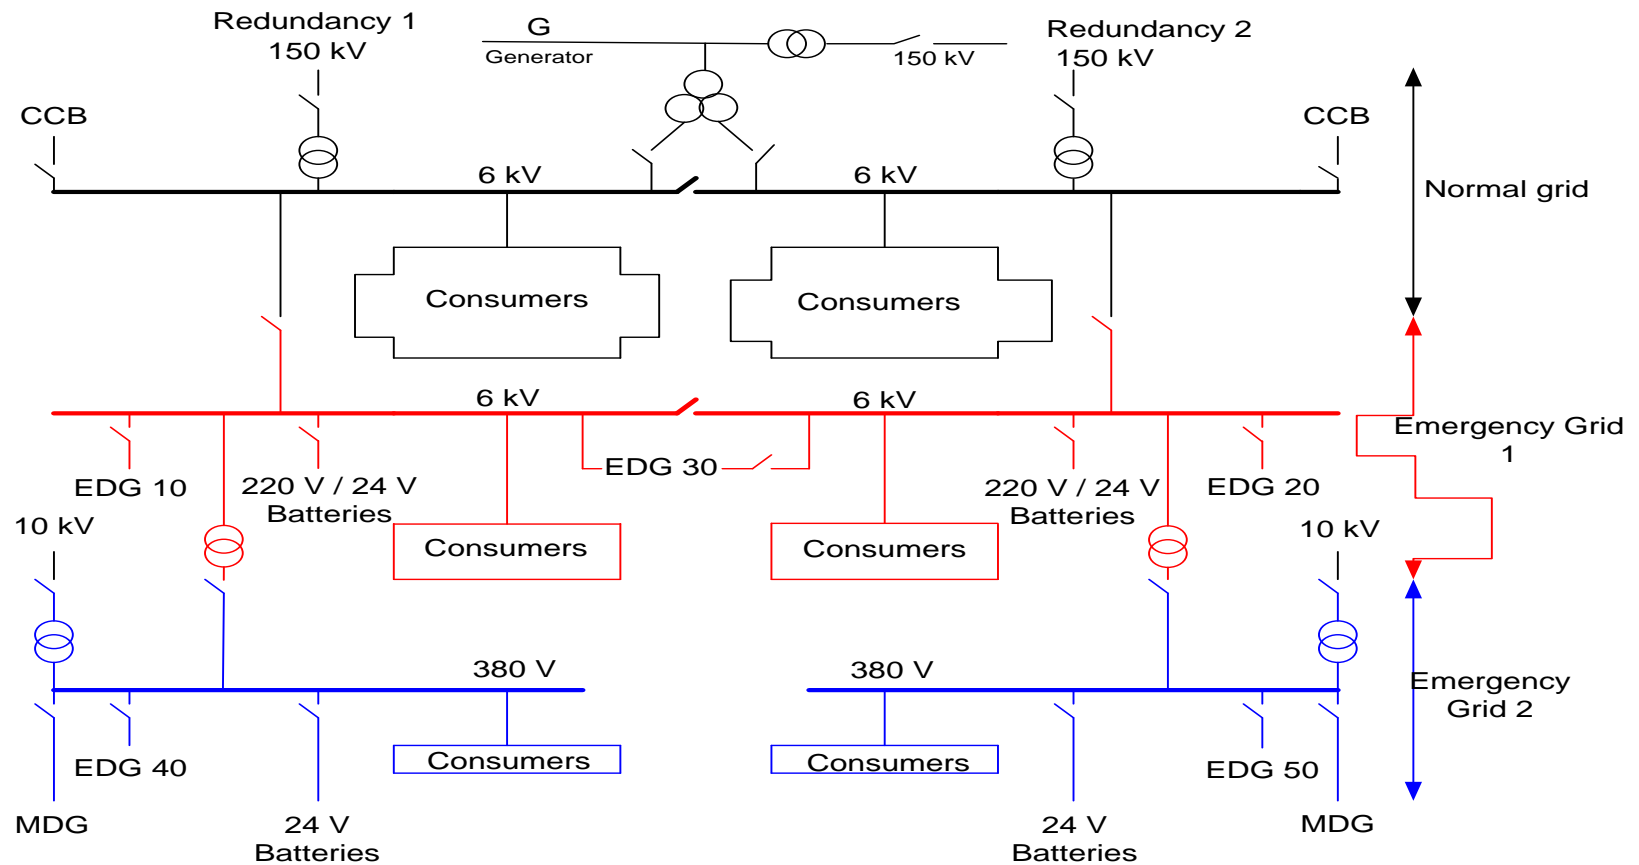 Redundancy 1
150 kV
G
Generator
150 kV
Redundancy 2
150 kV
CCB
CCB
6 kV
6 kV
Normal grid
Consumers
Consumers
6 kV
6 kV
Emergency Grid
1
EDG 10
220 V / 24 V
Batteries
EDG 30
220 V / 24 V
Batteries
EDG 20
10 kV
10 kV
Consumers
Consumers
380 V
380 V
Emergency
Grid 2
EDG 40
Consumers
Consumers
EDG 50
MDG
24 V
Batteries
24 V
Batteries
MDG